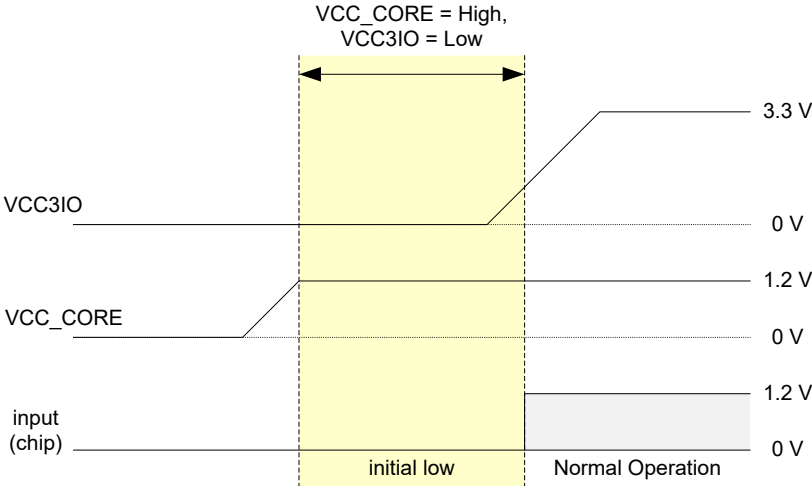 VCC_CORE = High,
VCC3IO = Low
3.3 V
VCC3IO
0 V
1.2 V
VCC_CORE
0 V
1.2 V
input
(chip)
0 V
initial low
Normal Operation